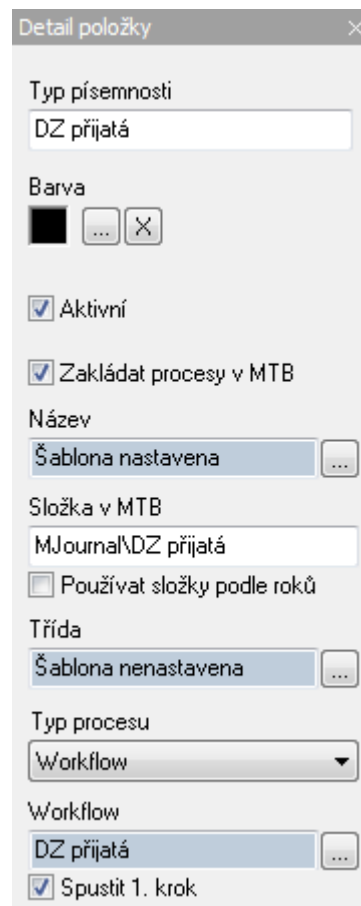 Detail položky
Typ písemnosti
DZ přijatá
Barva
...
X
Aktivní
Zakládat procesy v MTB
Název
Šablona nastavena
...
Složka v MTB
MJournal\DZ přijatá
Používat složky podle roků
Třída
Šablona nenastavena
...
Typ procesu
Workflow
Workflow
DZ přijatá
...
Spustit 1. krok